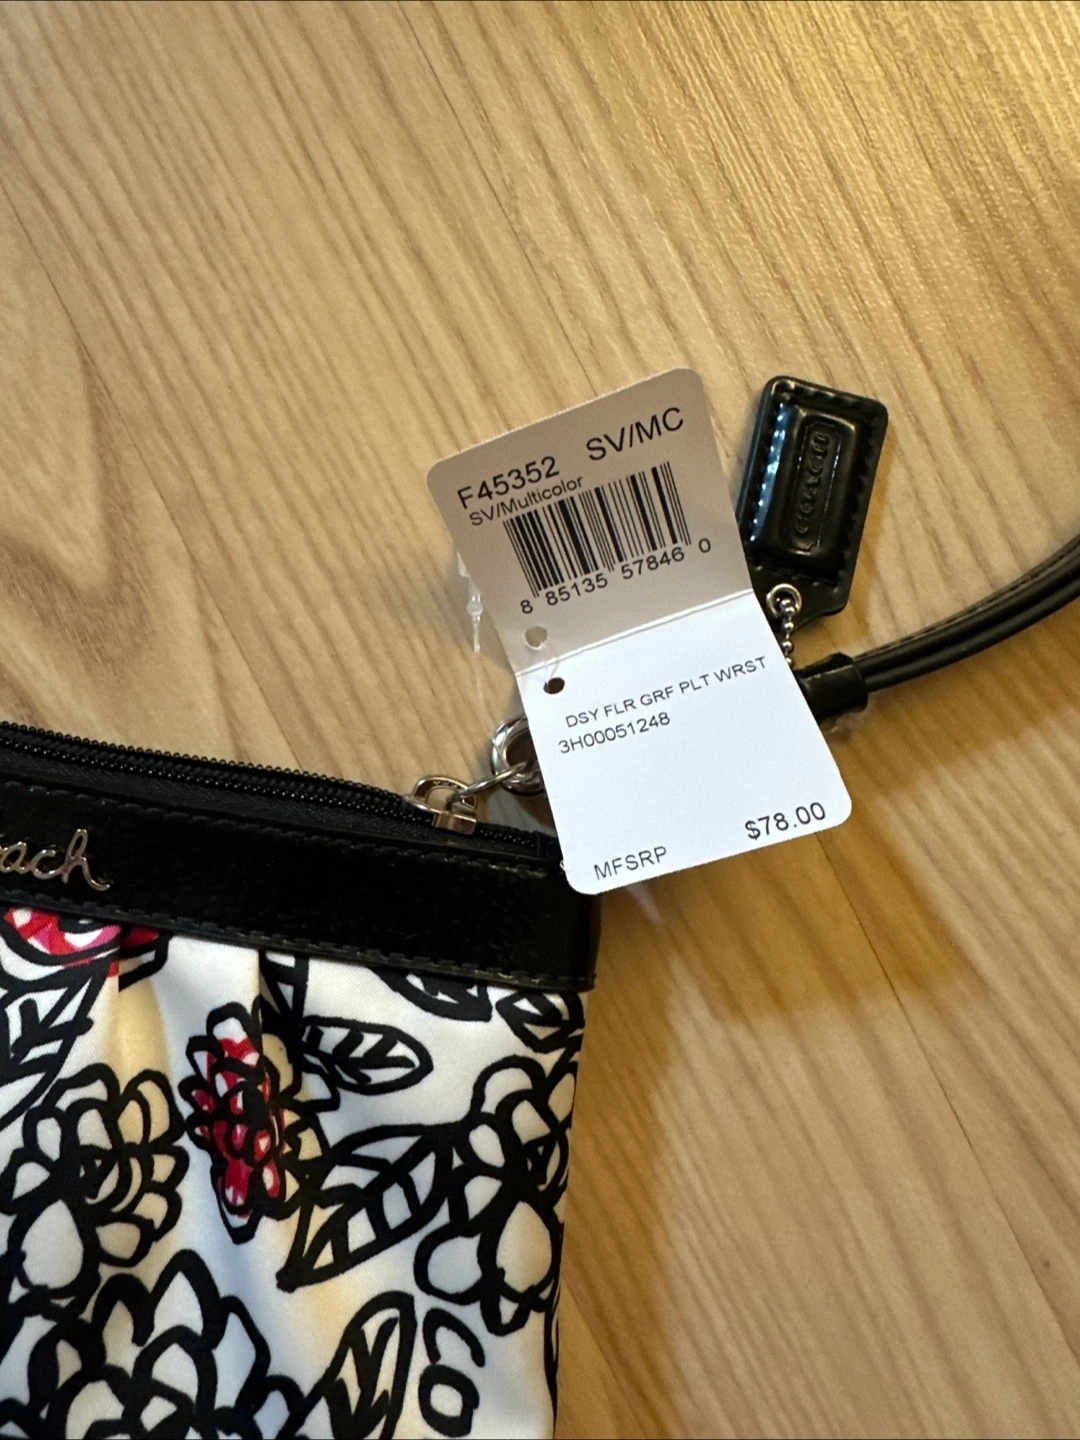 F45352 SV/MC
SV/Multicolor
8 85135 57846 0
DSY FLR GRF PLT WRST
3H00051248
MFSRP $78.00
COACH
oach
CO